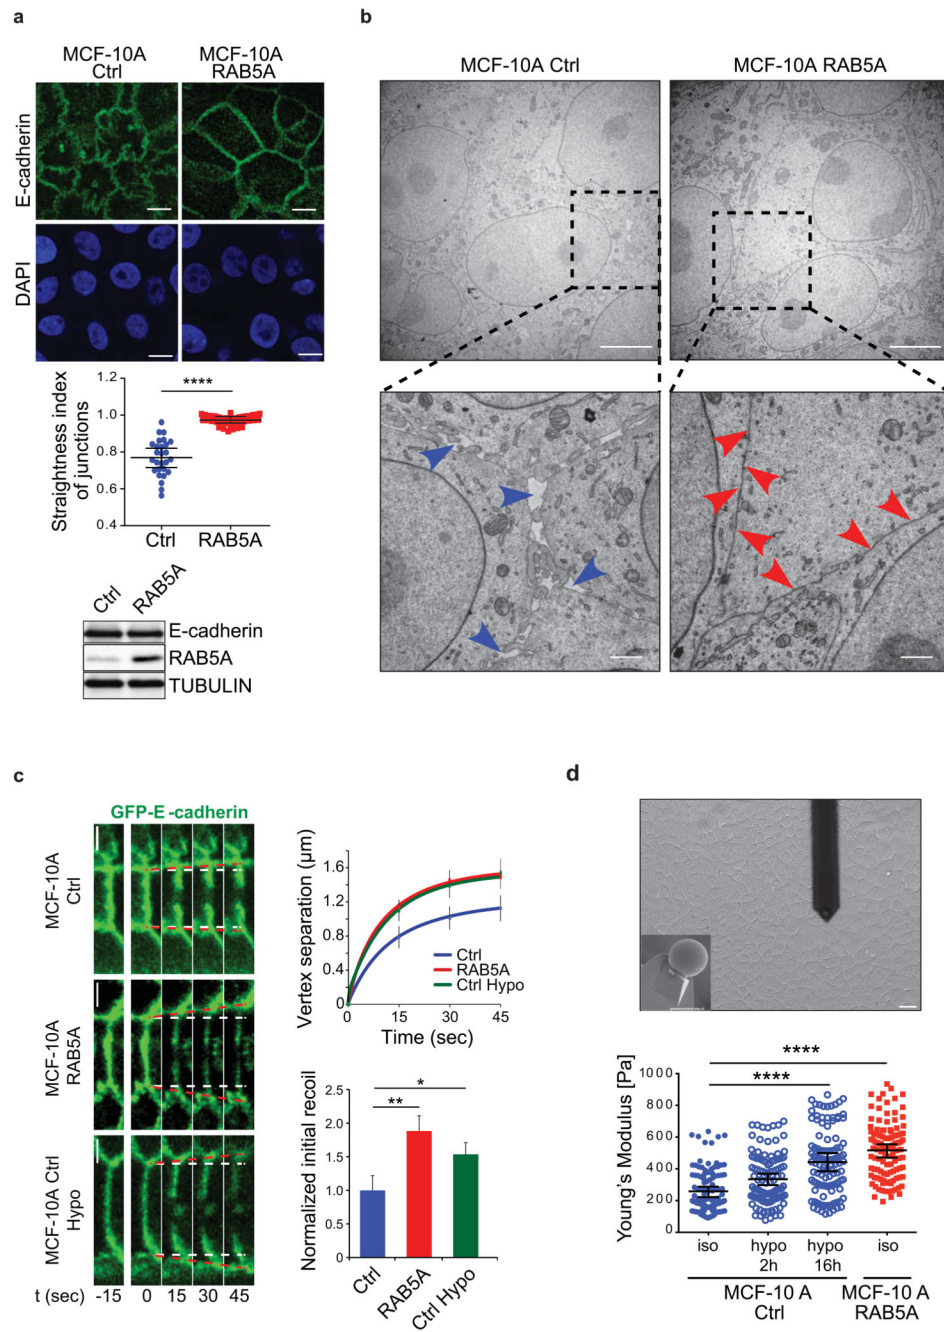 a
MCF-10A
Ctrl
MCF-10A
RAB5A
E-cadherin
DAPI
Straightness index
of junctions
1.2
1.0
0.8
0.6
0.4
****
Ctrl
RAB5A
Ctrl
RAB5A
E-cadherin
RAB5A
TUBULIN
b
MCF-10A Ctrl
MCF-10A RAB5A
c
GFP-E -cadherin
MCF-10A
Ctrl
MCF-10A
RAB5A
MCF-10A Ctrl
Hypo
t (sec)
-15
0
15
30
45
Vertex separation (µm)
1.6
1.2
0.8
0.4
0
Ctrl
RAB5A
Ctrl Hypo
0
15
30
45
Time (sec)
Normalized initial recoil
2.5
2.0
1.5
1.0
0.5
0
*
**
Ctrl
RAB5A
Ctrl Hypo
d
Young's Modulus [Pa]
1000
800
600
400
200
0
****
****
iso
hypo
2h
hypo
16h
iso
MCF-10 A
Ctrl
MCF-10 A
RAB5A